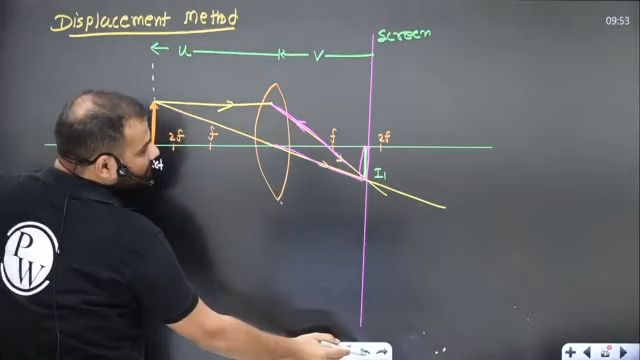 Displacement Method
09:53
Screen
u
v
2f
f
f
2f
I1
PW